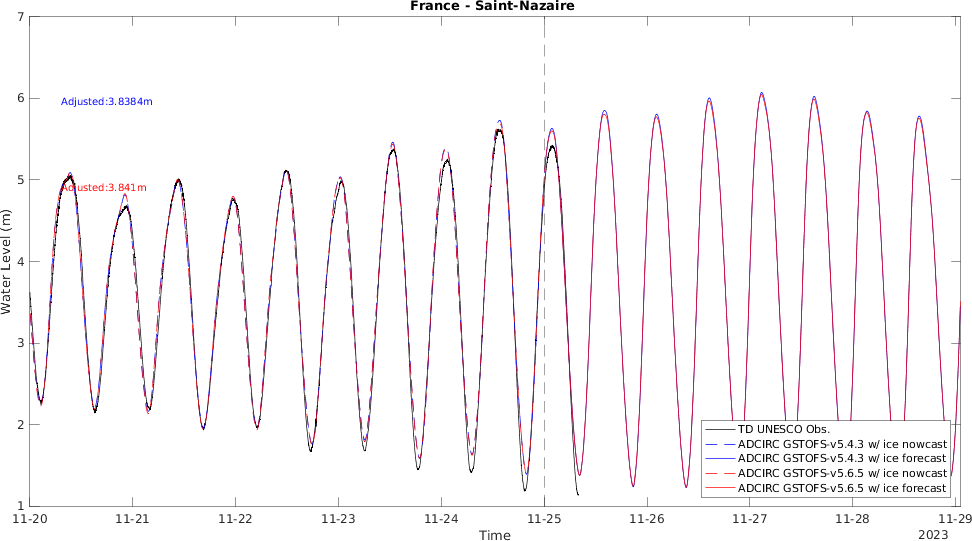 France - Saint-Nazaire
7
6
5
4
3
2
1
Water Level (m)
Adjusted:3.8384m
Adjusted:3.841m
TD UNESCO Obs.
ADCIRC GSTOFS-v5.4.3 w/ ice nowcast
ADCIRC GSTOFS-v5.4.3 w/ ice forecast
ADCIRC GSTOFS-v5.6.5 w/ ice nowcast
ADCIRC GSTOFS-v5.6.5 w/ ice forecast
11-20 11-21 11-22 11-23 11-24 11-25 11-26 11-27 11-28 11-29
Time
2023